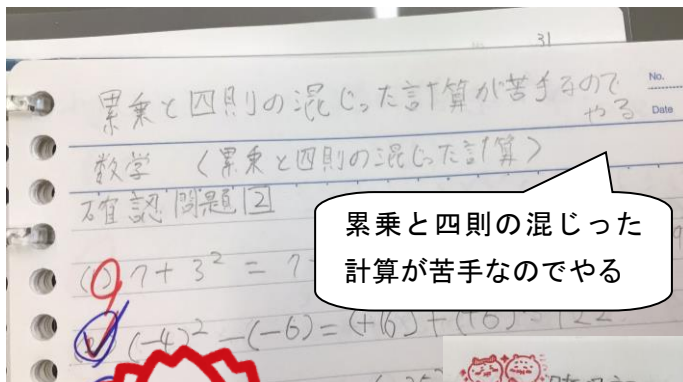 31
累乗と四則の混じった計算が苦手なので
やる
No.
Date
数学 〈累乗と四則の混じった計算〉
確認問題2
累乗と四則の混じった
計算が苦手なのでやる
(1) 7+3² = 7+
(-4)²-(-6)=(+16)+(+6)=+22